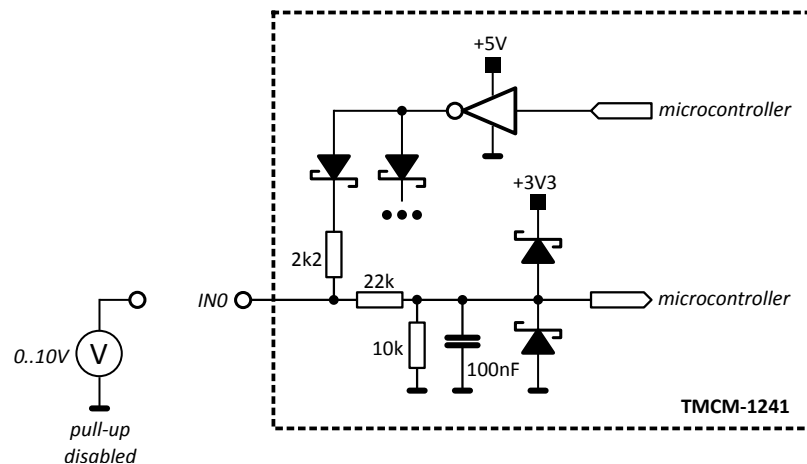 +5V
microcontroller
+3V3
2k2
22k
IN0
microcontroller
0..10V
V
10k
100nF
TMCM-1241
pull-up
disabled